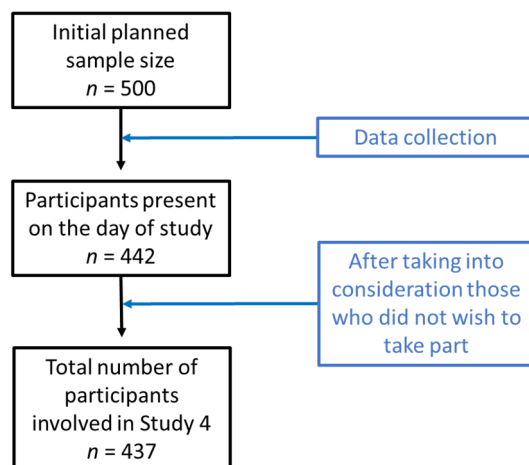 Initial planned
sample size
n = 500
Data collection
Participants present
on the day of study
n = 442
After taking into
consideration those
who did not wish to
take part
Total number of
participants
involved in Study 4
n = 437